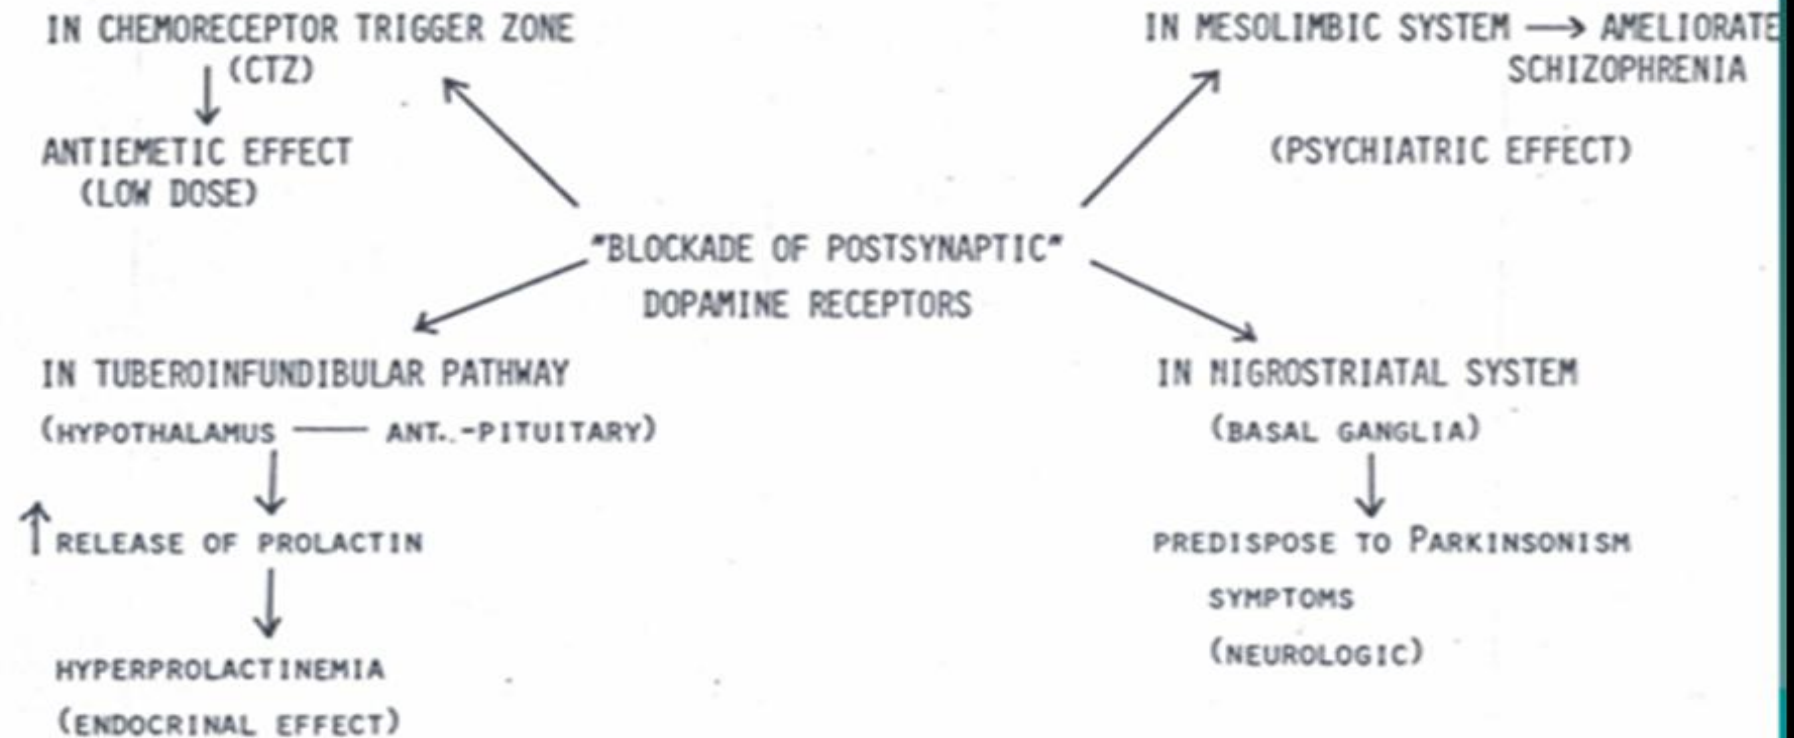 IN CHEMORECEPTOR TRIGGER ZONE
(CTZ)
ANTIEMETIC EFFECT
(LOW DOSE)
IN MESOLIMBIC SYSTEM → AMELIORATE
SCHIZOPHRENIA
(PSYCHIATRIC EFFECT)
"BLOCKADE OF POSTSYNAPTIC"
DOPAMINE RECEPTORS
IN TUBEROINFUNDIBULAR PATHWAY
(HYPOTHALAMUS — ANT.-PITUITARY)
↑ RELEASE OF PROLACTIN
HYPERPROLACTINEMIA
(ENDOCRINAL EFFECT)
IN NIGROSTRIATAL SYSTEM
(BASAL GANGLIA)
PREDISPOSE TO PARKINSONISM
SYMPTOMS
(NEUROLOGIC)